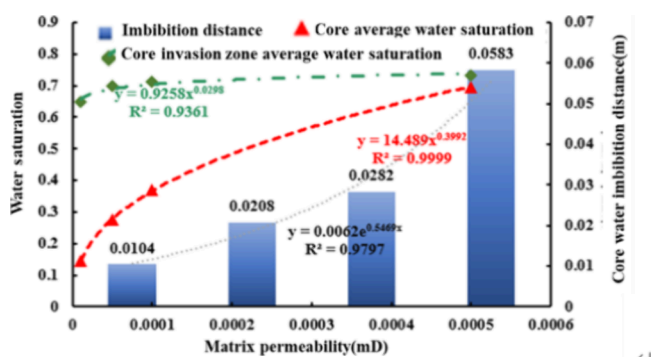 Imbibition distance
Core average water saturation
Core invasion zone average water saturation
0.9
0.8
0.7
0.6
0.5
0.4
0.3
0.2
0.1
0
Water saturation
0.07
0.06
0.05
0.04
0.03
0.02
0.01
0
Core water imbibition distance(m)
0.0583
y = 0.9258x^0.0298
R² = 0.9361
y = 14.489x^0.3992
R² = 0.9999
0.0282
0.0208
0.0104
y = 0.0062e^0.5469x
R² = 0.9797
0
0.0001
0.0002
0.0003
0.0004
0.0005
0.0006
Matrix permeability(mD)